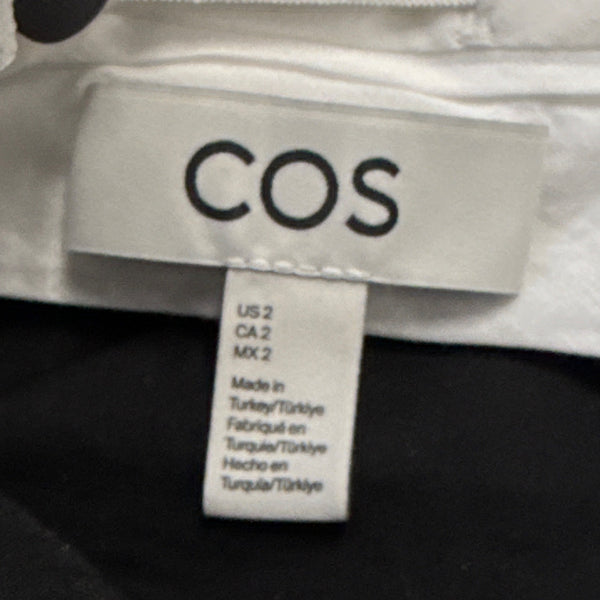 COS
US 2
CA 2
MX 2
Made in
Turkey/Türkiye
Fabriqué en
Turquie/Türkiye
Hecho en
Turquía/Türkiye